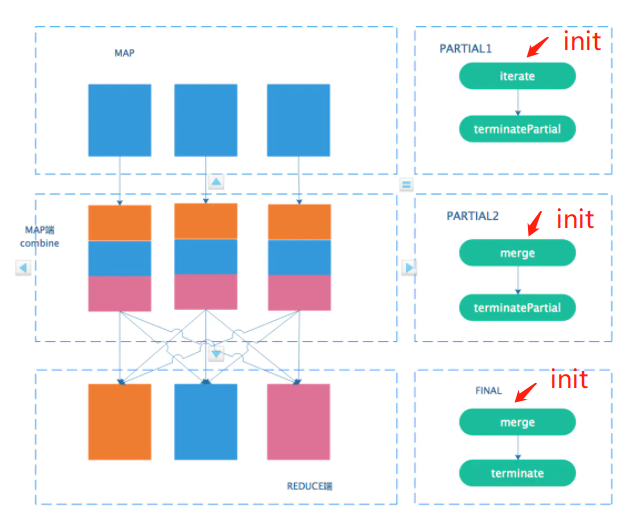 MAP
PARTIAL1
init
iterate
terminatePartial
MAP端
combine
PARTIAL2
init
merge
terminatePartial
REDUCE端
FINAL
init
merge
terminate